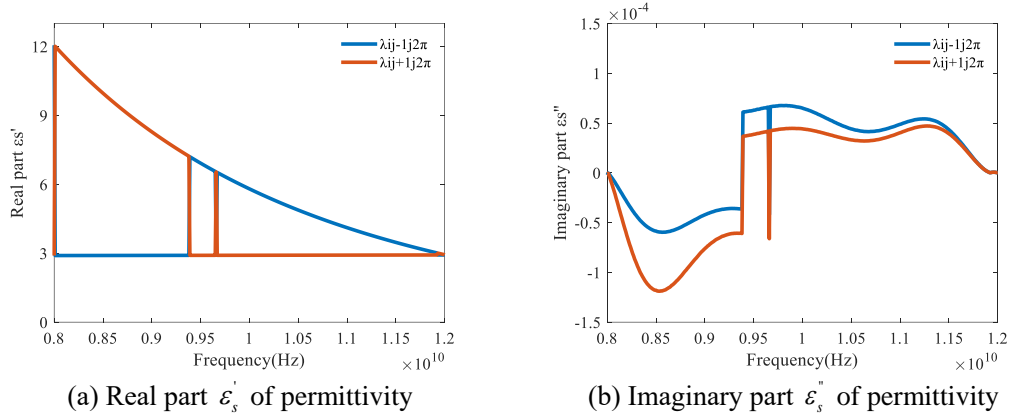 12
9
6
3
0
Real part εs'
λij-1j2π
λij+1j2π
0.8 0.85 0.9 0.95 1 1.05 1.1 1.15 1.2
Frequency(Hz)
×10^10
(a) Real part ε_s^' of permittivity
×10^-4
1.5
1
0.5
0
-0.5
-1
-1.5
Imaginary part εs''
λij-1j2π
λij+1j2π
0.8 0.85 0.9 0.95 1 1.05 1.1 1.15 1.2
Frequency(Hz)
×10^10
(b) Imaginary part ε_s^" of permittivity